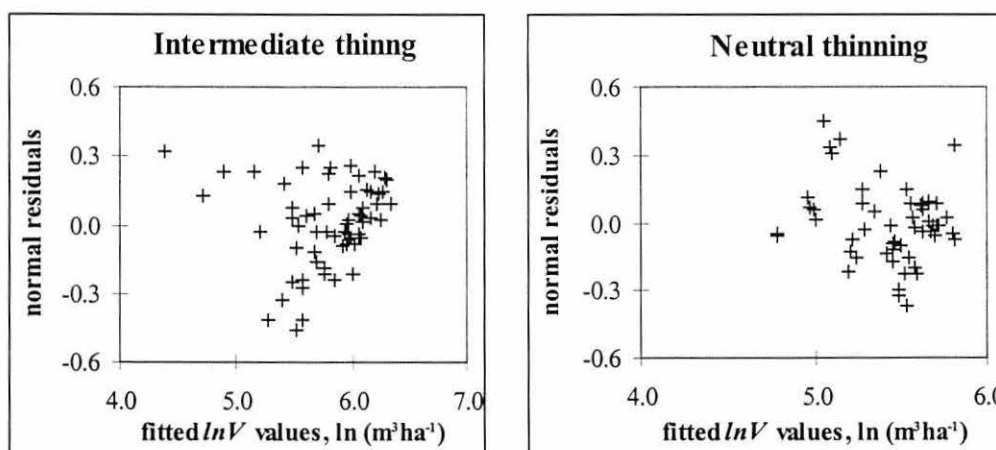 Intermediate thinng
0.6
0.3
0.0
-0.3
-0.6
normal residuals
4.0 5.0 6.0 7.0
fitted lnV values, ln (m³ha⁻¹)
Neutral thinning
0.6
0.3
0.0
-0.3
-0.6
normal residuals
4.0 5.0 6.0
fitted lnV values, ln (m³ha⁻¹)